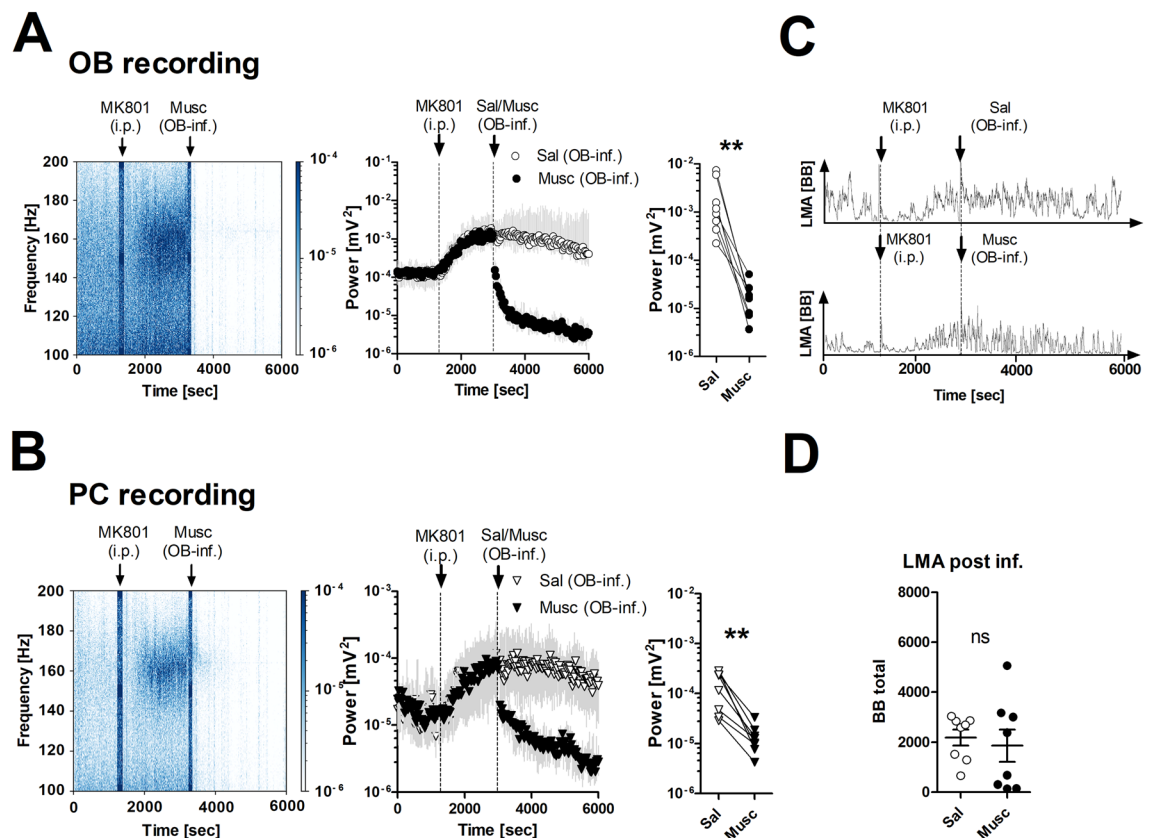 A
OB recording
MK801
(i.p.)
Musc
(OB-inf.)
Frequency [Hz]
200
180
160
140
120
100
0 2000 4000 6000
Time [sec]
10-4
10-5
10-6
MK801
(i.p.)
Sal/Musc
(OB-inf.)
Sal (OB-inf.)
Musc (OB-inf.)
Power [mV2]
10-1
10-2
10-3
10-4
10-5
10-6
0 2000 4000 6000
Time [sec]
**
Power [mV2]
10-2
10-3
10-4
10-5
10-6
Sal
Musc
B
PC recording
MK801
(i.p.)
Musc
(OB-inf.)
Frequency [Hz]
200
180
160
140
120
100
0 2000 4000 6000
Time [sec]
10-4
10-5
10-6
MK801
(i.p.)
Sal/Musc
(OB-inf.)
Sal (OB-inf.)
Musc (OB-inf.)
Power [mV2]
10-3
10-4
10-5
10-6
0 2000 4000 6000
Time [sec]
**
Power [mV2]
10-2
10-3
10-4
10-5
10-6
Sal
Musc
C
MK801
(i.p.)
Sal
(OB-inf.)
LMA [BB]
MK801
(i.p.)
Musc
(OB-inf.)
LMA [BB]
0 2000 4000 6000
Time [sec]
D
LMA post inf.
ns
BB total
8000
6000
4000
2000
0
Sal
Musc